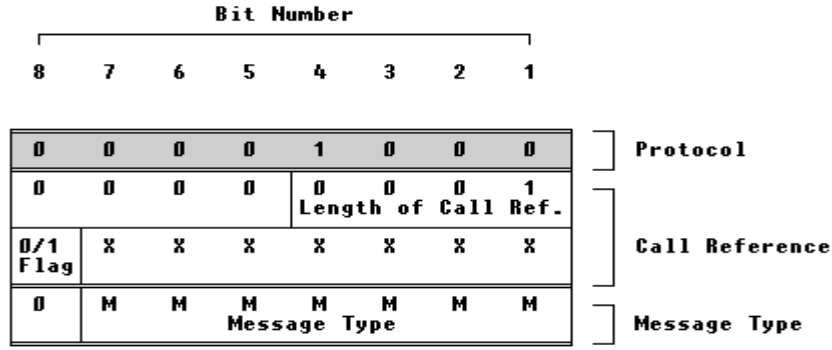 Bit Number
8 7 6 5 4 3 2 1
0 0 0 0 1 0 0 0 Protocol
0 0 0 0 0 0 0 1
Length of Call Ref.
0/1 X X X X X X X Call Reference
Flag
0 M M M M M M M
Message Type Message Type